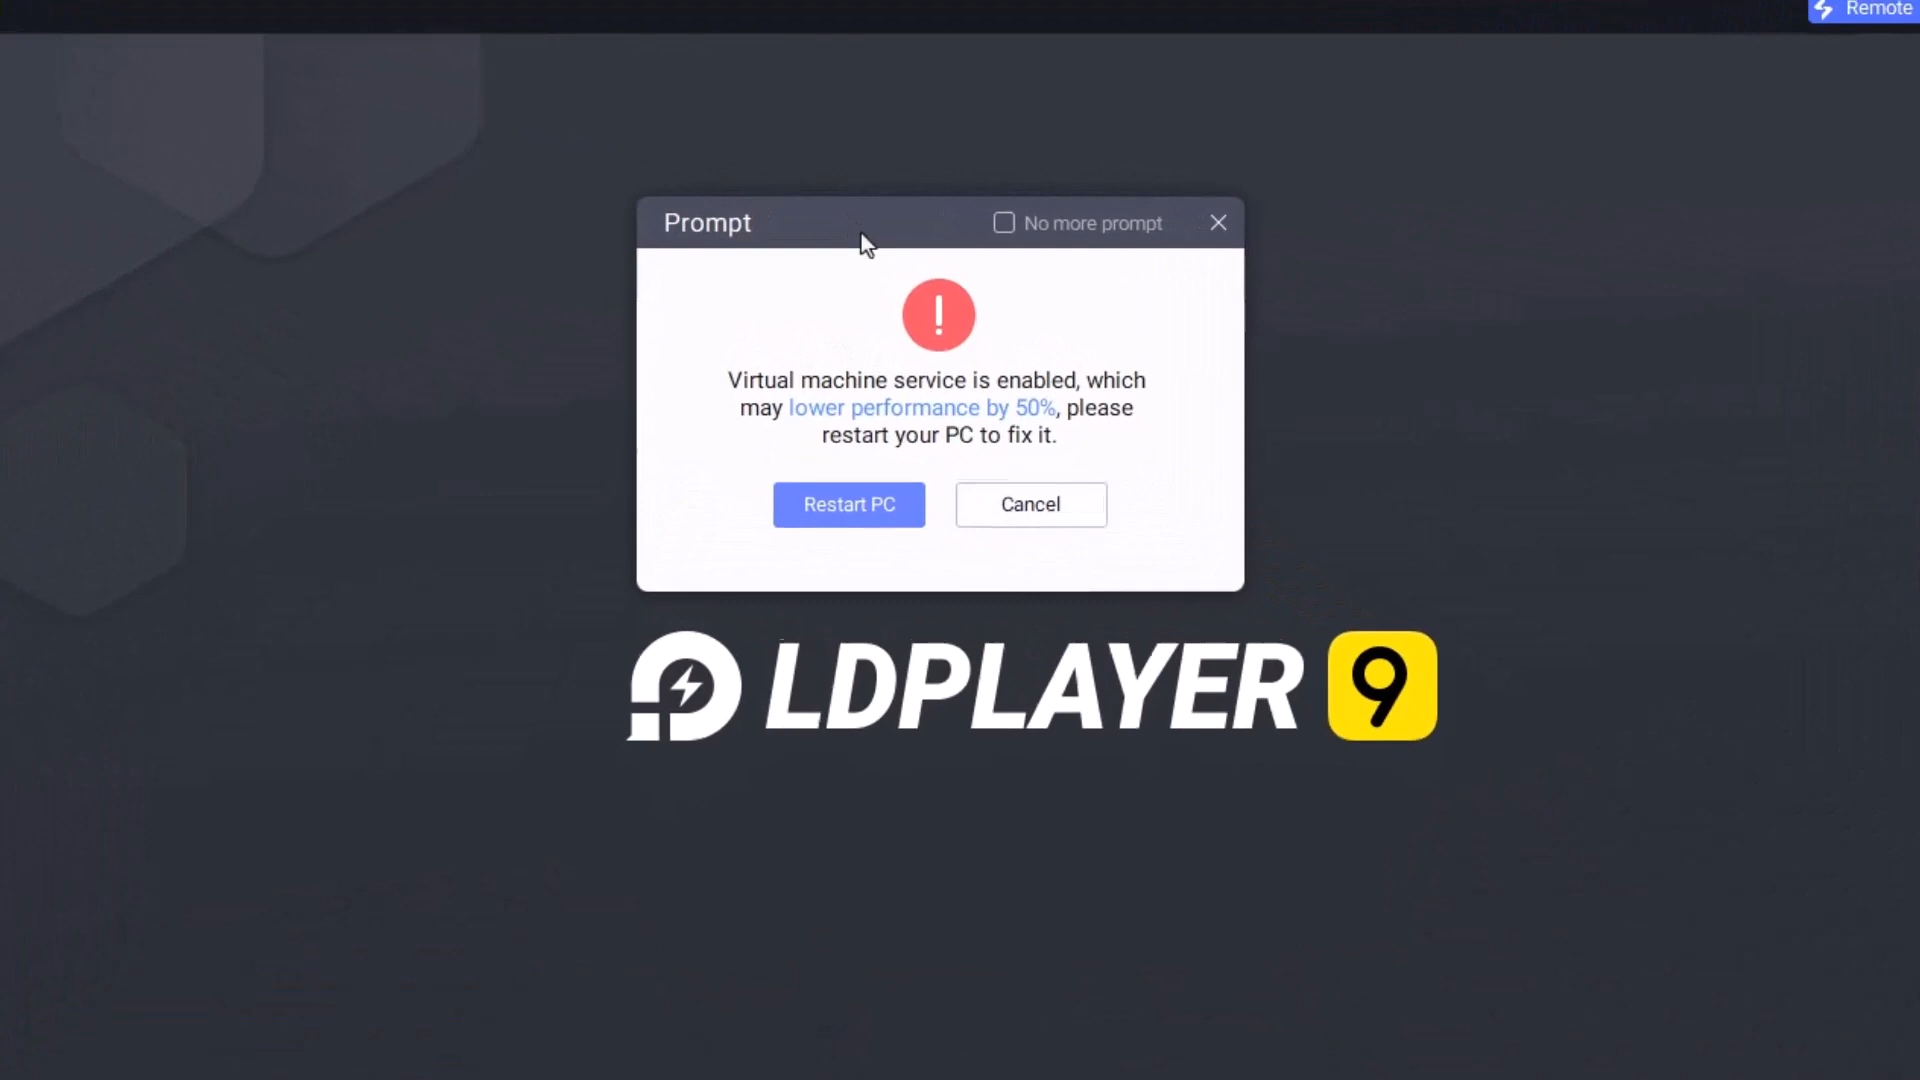 Remote
Prompt
No more prompt
Virtual machine service is enabled, which
may lower performance by 50%, please
restart your PC to fix it.
Restart PC
Cancel
LDPLAYER 9